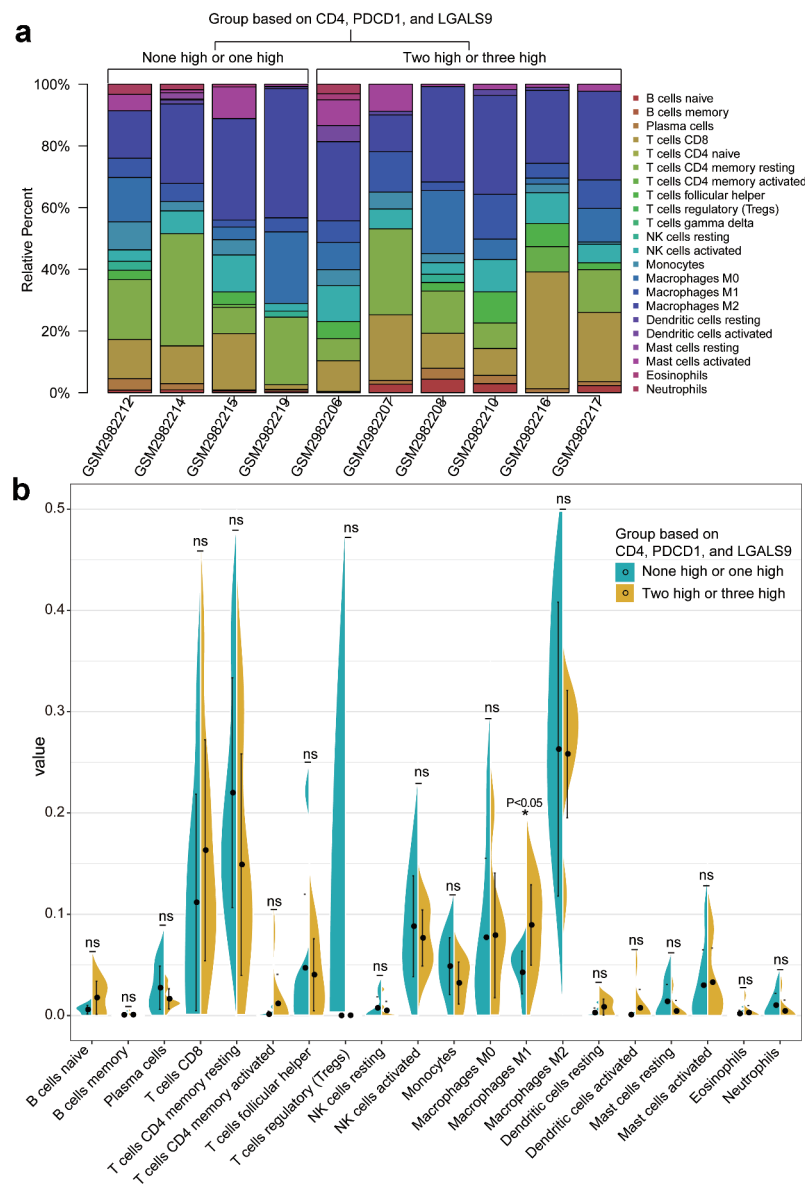 a
Group based on CD4, PDCD1, and LGALS9
None high or one high
Two high or three high
Relative Percent
100%
80%
60%
40%
20%
0%
B cells naive
B cells memory
Plasma cells
T cells CD8
T cells CD4 naive
T cells CD4 memory resting
T cells CD4 memory activated
T cells follicular helper
T cells regulatory (Tregs)
T cells gamma delta
NK cells resting
NK cells activated
Monocytes
Macrophages M0
Macrophages M1
Macrophages M2
Dendritic cells resting
Dendritic cells activated
Mast cells resting
Mast cells activated
Eosinophils
Neutrophils
GSM2982212
GSM2982214
GSM2982215
GSM2982219
GSM2982206
GSM2982207
GSM2982208
GSM2982210
GSM2982216
GSM2982217
b
value
0.5
0.4
0.3
0.2
0.1
0.0
Group based on
CD4, PDCD1, and LGALS9
None high or one high
Two high or three high
ns
ns
ns
ns
ns
ns
ns
ns
ns
ns
ns
ns
P<0.05
*
ns
ns
ns
ns
ns
ns
ns
B cells naive
B cells memory
Plasma cells
T cells CD8
T cells CD4 memory resting
T cells CD4 memory activated
T cells follicular helper
T cells regulatory (Tregs)
NK cells resting
NK cells activated
Monocytes
Macrophages M0
Macrophages M1
Macrophages M2
Dendritic cells resting
Dendritic cells activated
Mast cells resting
Mast cells activated
Eosinophils
Neutrophils